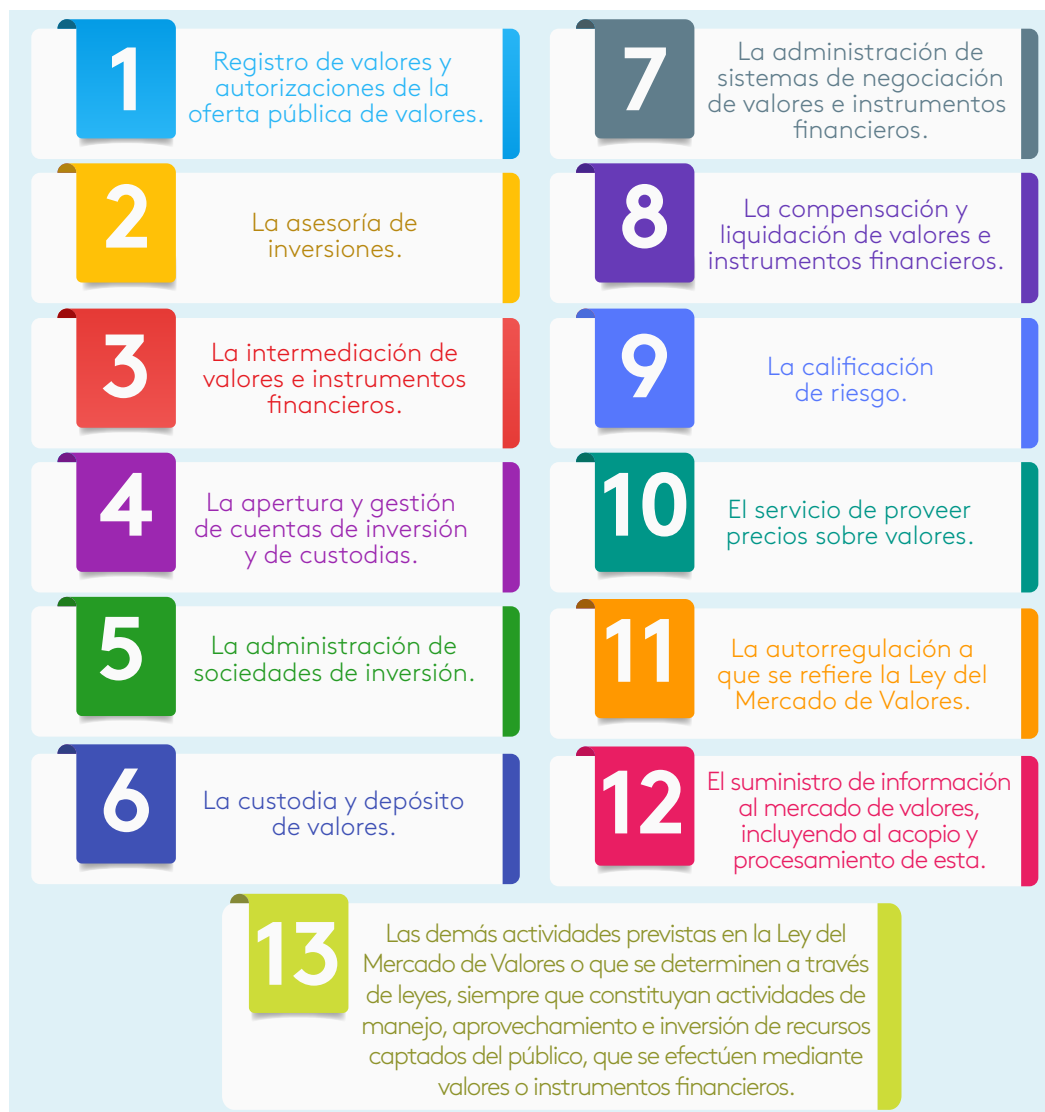 1
Registro de valores y
autorizaciones de la
oferta pública de valores.
2
La asesoría de
inversiones.
3
La intermediación de
valores e instrumentos
financieros.
4
La apertura y gestión
de cuentas de inversión
y de custodias.
5
La administración de
sociedades de inversión.
6
La custodia y depósito
de valores.
7
La administración de
sistemas de negociación
de valores e instrumentos
financieros.
8
La compensación y
liquidación de valores e
instrumentos financieros.
9
La calificación
de riesgo.
10
El servicio de proveer
precios sobre valores.
11
La autorregulación a
que se refiere la Ley del
Mercado de Valores.
12
El suministro de información
al mercado de valores,
incluyendo al acopio y
procesamiento de esta.
13
Las demás actividades previstas en la Ley del
Mercado de Valores o que se determinen a través
de leyes, siempre que constituyan actividades de
manejo, aprovechamiento e inversión de recursos
captados del público, que se efectúen mediante
valores o instrumentos financieros.